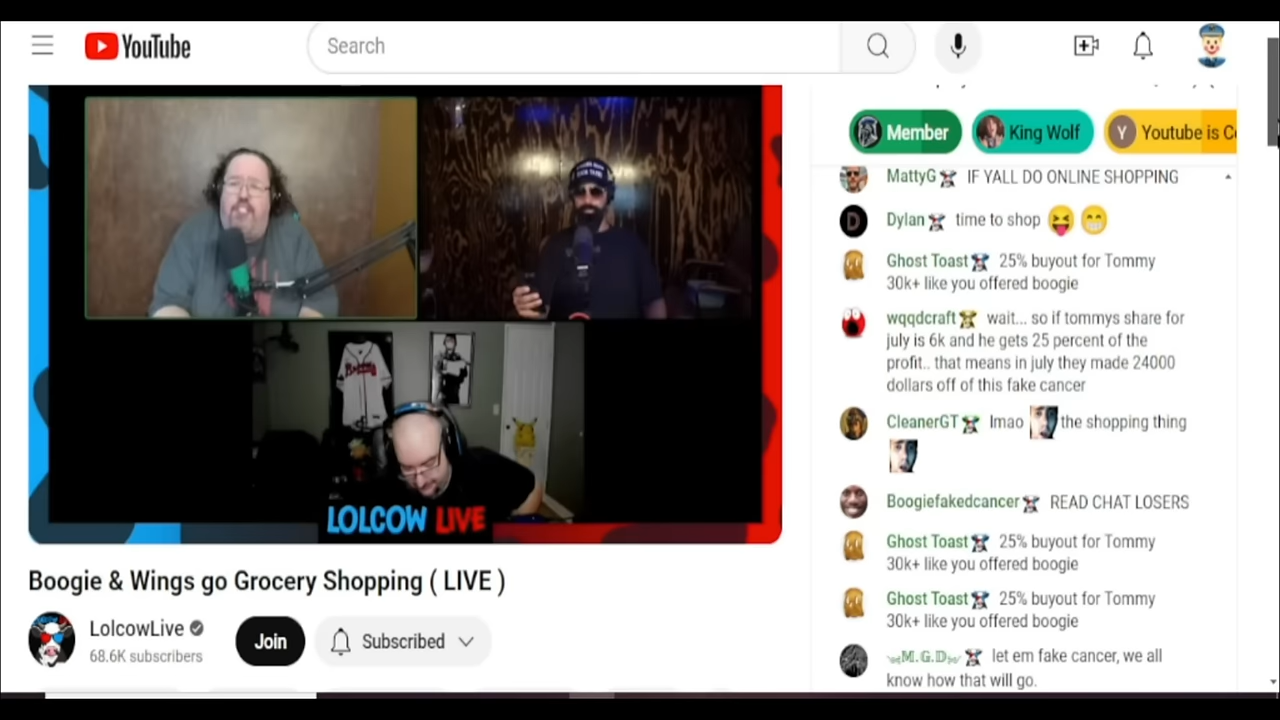 YouTube
Search
Member
King Wolf
Y Youtube is C
MattyG IF YALL DO ONLINE SHOPPING
D Dylan time to shop
Ghost Toast 25% buyout for Tommy
30k+ like you offered boogie
wqqdcraft wait... so if tommys share for
july is 6k and he gets 25 percent of the
profit.. that means in july they made 24000
dollars off of this fake cancer
CleanerGT lmao the shopping thing
Boogiefakedcancer READ CHAT LOSERS
Ghost Toast 25% buyout for Tommy
30k+ like you offered boogie
Ghost Toast 25% buyout for Tommy
30k+ like you offered boogie
M.G.D let em fake cancer, we all
know how that will go.
LOLCOW LIVE
Boogie & Wings go Grocery Shopping ( LIVE )
LolcowLive
68.6K subscribers
Join
Subscribed